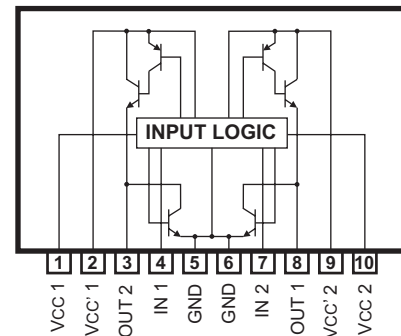 INPUT LOGIC
1 2 3 4 5 6 7 8 9 10
VCC 1
VCC' 1
OUT 2
IN 1
GND
GND
IN 2
OUT 1
VCC' 2
VCC 2